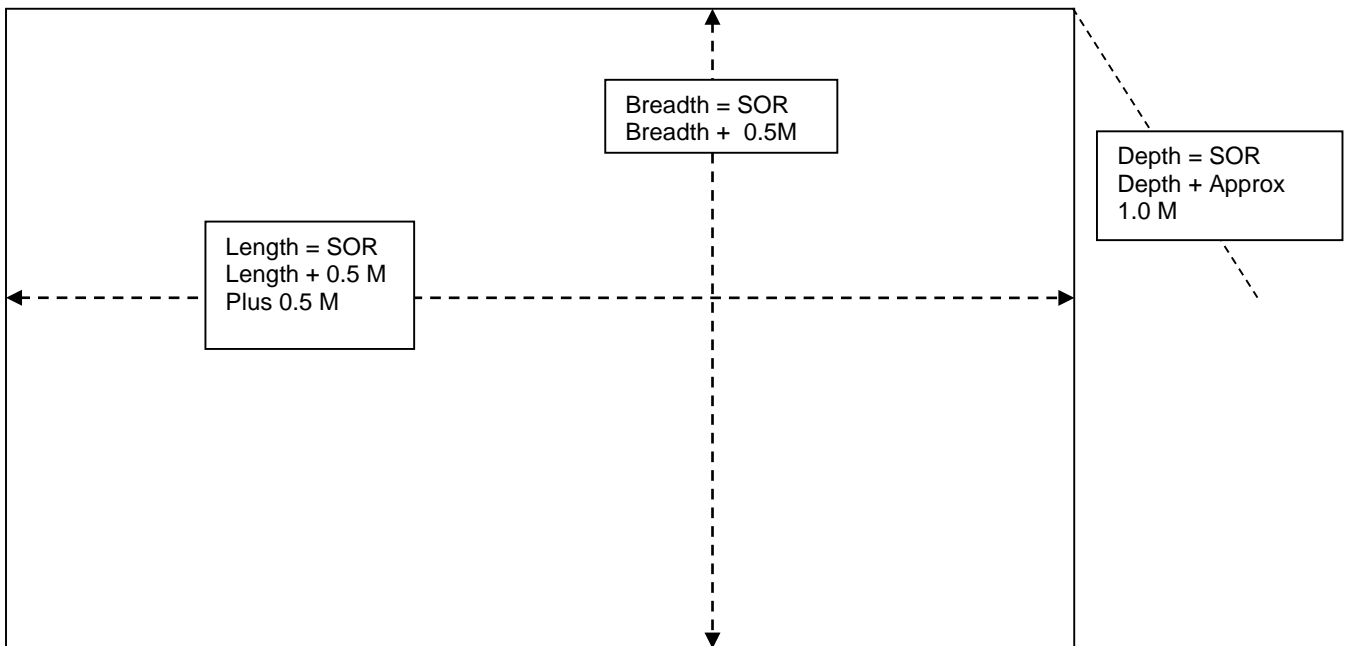 Breadth = SOR
Breadth +  0.5M
Depth = SOR
Depth + Approx
1.0 M
Length = SOR
Length + 0.5 M
Plus 0.5 M